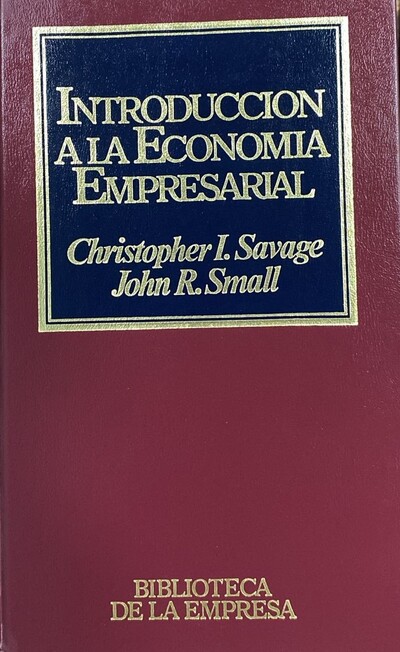 INTRODUCCION
A LA ECONOMIA
EMPRESARIAL
Christopher I. Savage
John R. Small
BIBLIOTECA
DE LA EMPRESA